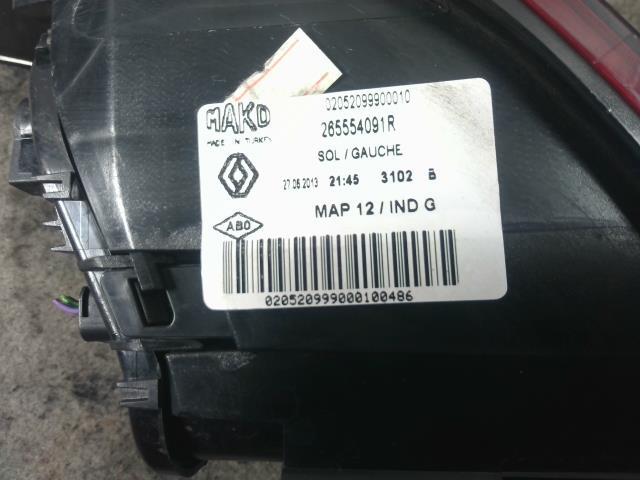 02052099900010
MAKO
MADE IN TURKEY
265554091R
SOL / GAUCHE
27.06.2013 21:45 3102 B
MAP 12 / IND G
ABO
020520999000100486